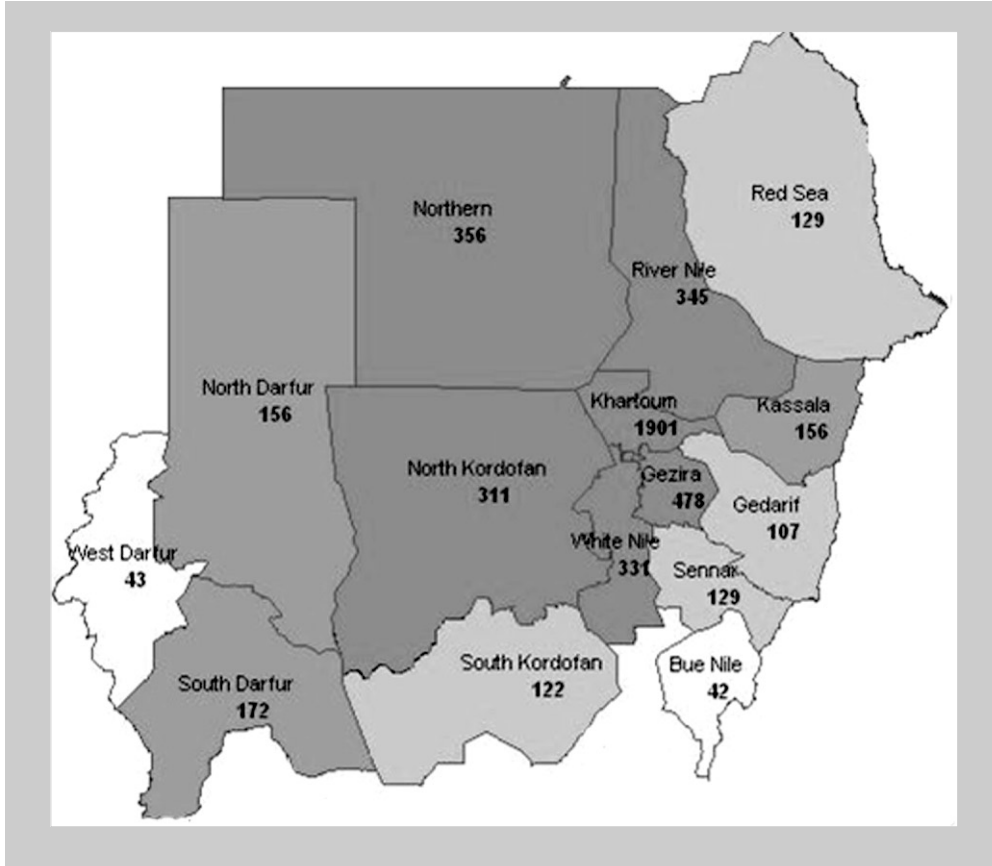 Northern
356
Red Sea
129
River Nile
345
North Darfur
156
Khartoum
1901
Kassala
156
North Kordofan
311
Gezira
478
Gedarif
107
West Darfur
43
White Nile
331
Sennar
129
South Kordofan
122
Bue Nile
42
South Darfur
172